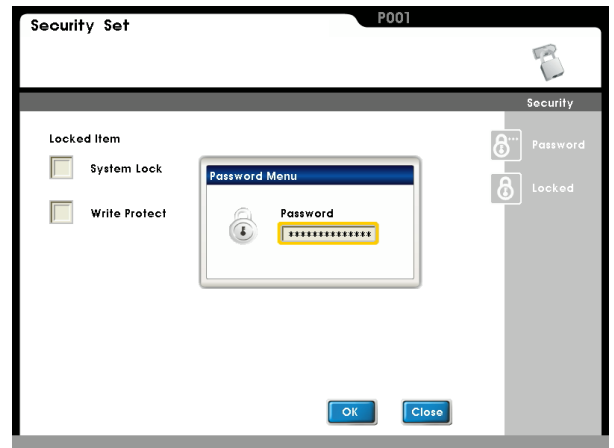 Security Set
P001
Security
Locked Item
System Lock
Write Protect
Password
Locked
Password Menu
Password
**************
OK
Close